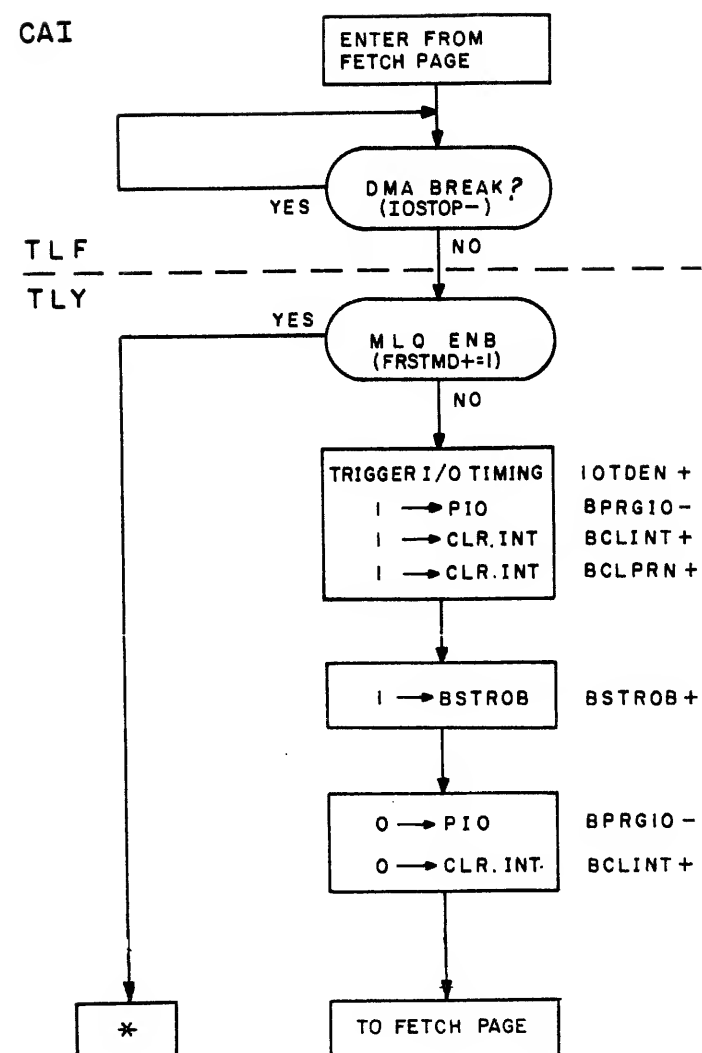 CAI
ENTER FROM
FETCH PAGE
DMA BREAK?
(IOSTOP-)
YES
NO
TLF
TLY
YES
MLO ENB
(FRSTMD+=1)
NO
TRIGGER I/O TIMING IOTDEN +
1 → PIO BPRGIO-
1 → CLR.INT BCLINT+
1 → CLR.INT BCLPRN+
1 → BSTROB BSTROB+
0 → PIO BPRGIO-
0 → CLR.INT. BCLINT+
*
TO FETCH PAGE